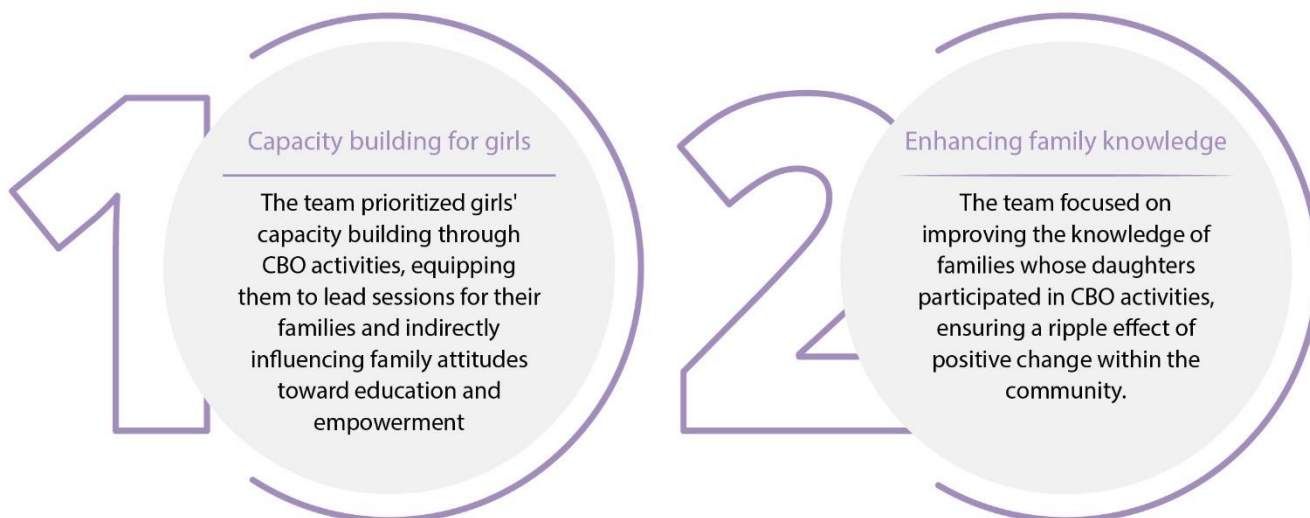 1
Capacity building for girls
The team prioritized girls'
capacity building through
CBO activities, equipping
them to lead sessions for their
families and indirectly
influencing family attitudes
toward education and
empowerment
2
Enhancing family knowledge
The team focused on
improving the knowledge of
families whose daughters
participated in CBO activities,
ensuring a ripple effect of
positive change within the
community.